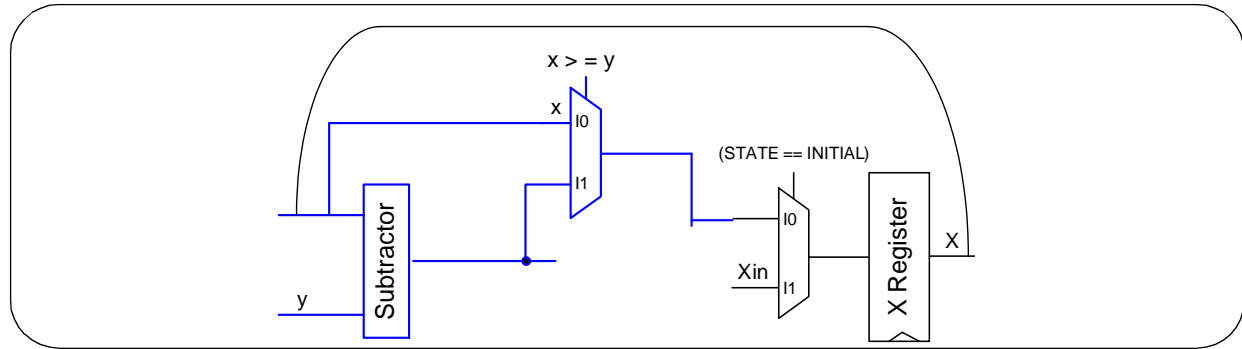 x > = y
x
I0
(STATE == INITIAL)
I1
I0
X
Subtractor
X Register
Xin
I1
y